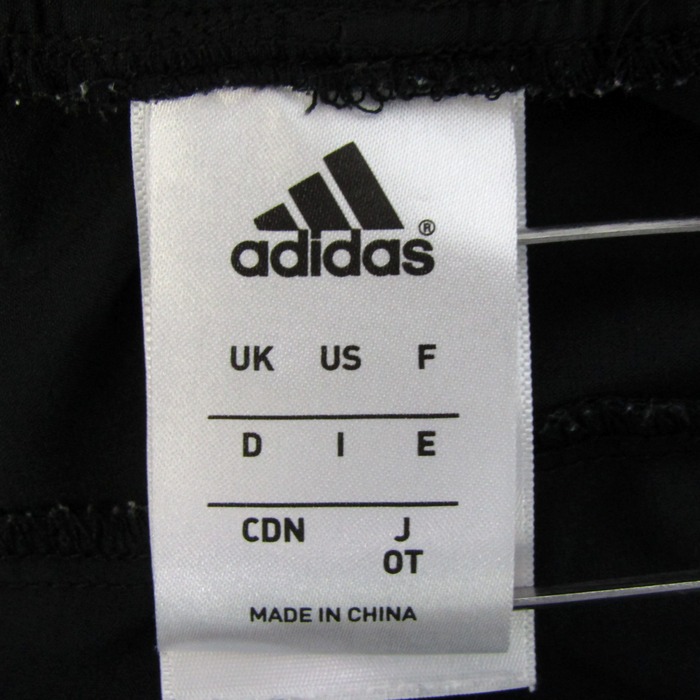 adidas®
UK US F
D I E
CDN J
OT
MADE IN CHINA